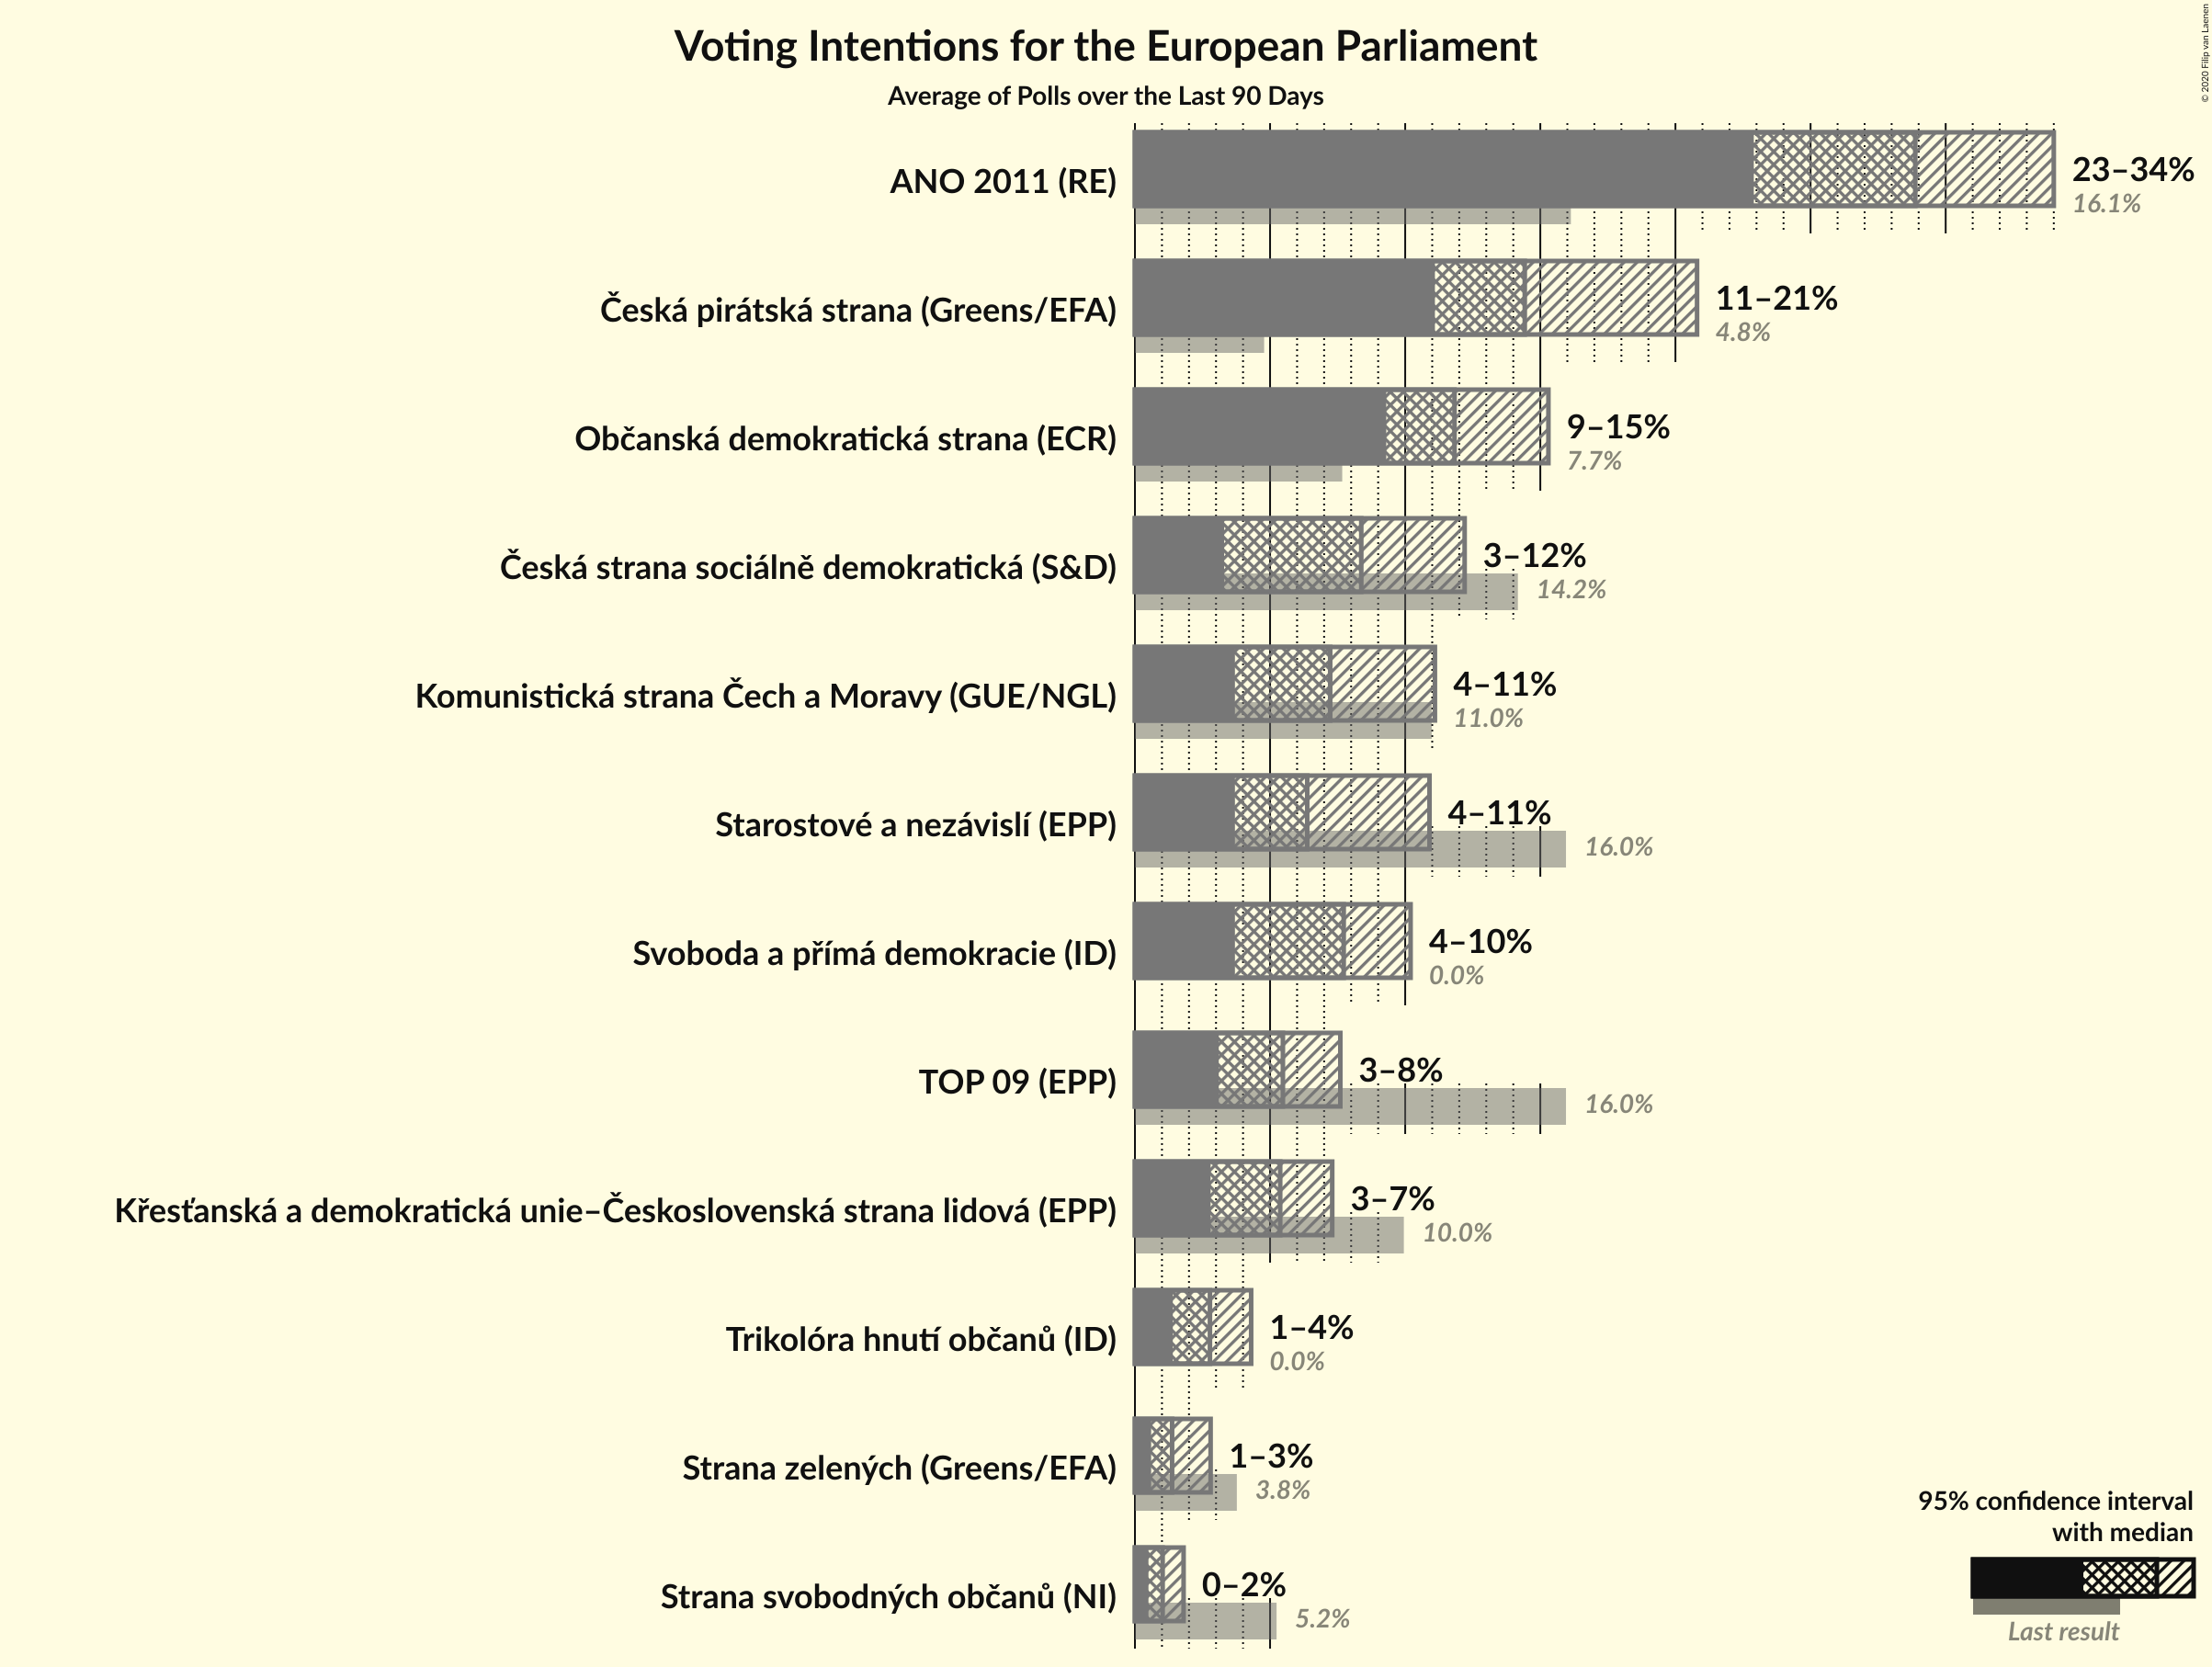 Voting Intentions for the European Parliament
Average of Polls over the Last 90 Days
© 2020 Filip van Laenen
ANO 2011 (RE)
23–34%
16.1%
Česká pirátská strana (Greens/EFA)
11–21%
4.8%
Občanská demokratická strana (ECR)
9–15%
7.7%
Česká strana sociálně demokratická (S&D)
3–12%
14.2%
Komunistická strana Čech a Moravy (GUE/NGL)
4–11%
11.0%
Starostové a nezávislí (EPP)
4–11%
16.0%
Svoboda a přímá demokracie (ID)
4–10%
0.0%
TOP 09 (EPP)
3–8%
16.0%
Křesťanská a demokratická unie–Československá strana lidová (EPP)
3–7%
10.0%
Trikolóra hnutí občanů (ID)
1–4%
0.0%
Strana zelených (Greens/EFA)
1–3%
3.8%
Strana svobodných občanů (NI)
0–2%
5.2%
95% confidence interval
with median
Last result